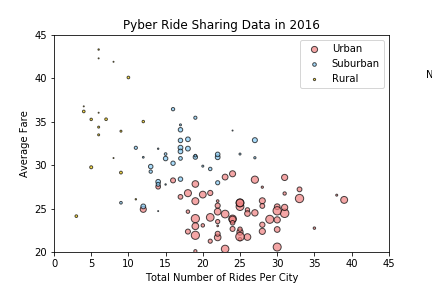 Pyber Ride Sharing Data in 2016
45
40
35
30
25
20
Average Fare
Urban
Suburban
Rural
N
0 5 10 15 20 25 30 35 40 45
Total Number of Rides Per City